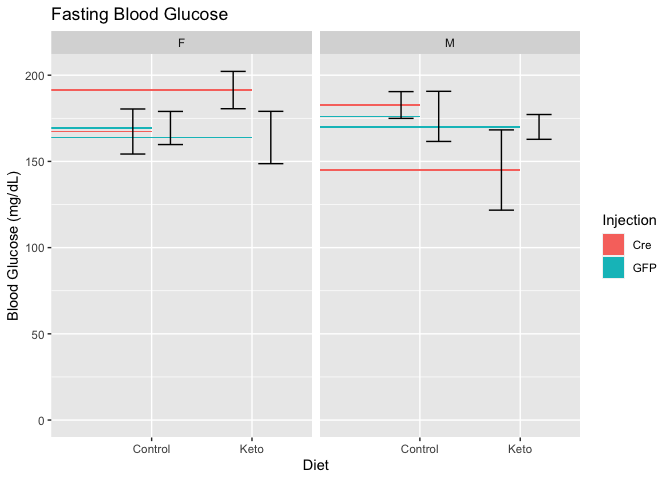 Fasting Blood Glucose
F
M
200
150
100
50
0
Blood Glucose (mg/dL)
Control
Keto
Control
Keto
Diet
Injection
Cre
GFP